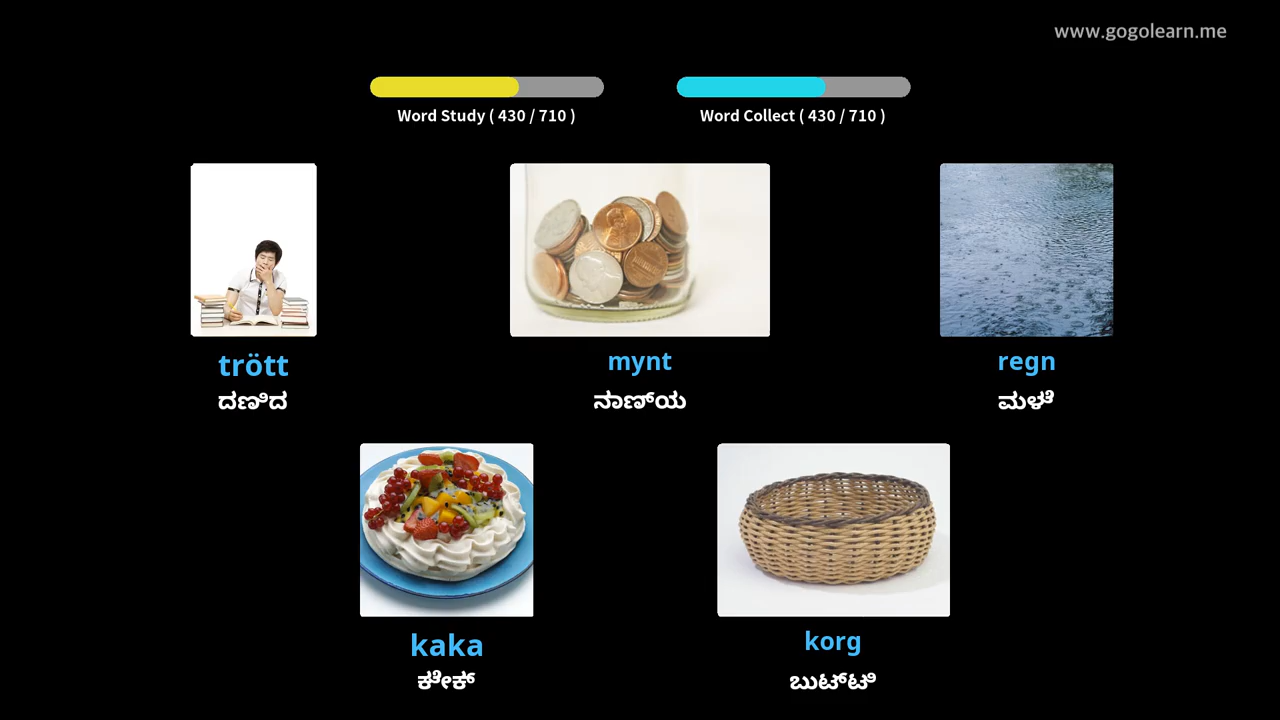 www.gogolearn.me
Word Study ( 430 / 710 )
Word Collect ( 430 / 710 )
trött
ದಣಿದ
mynt
ನಾಣ್ಯ
regn
ಮಳೆ
kaka
ಕೇಕ್
korg
ಬುಟ್ಟಿ